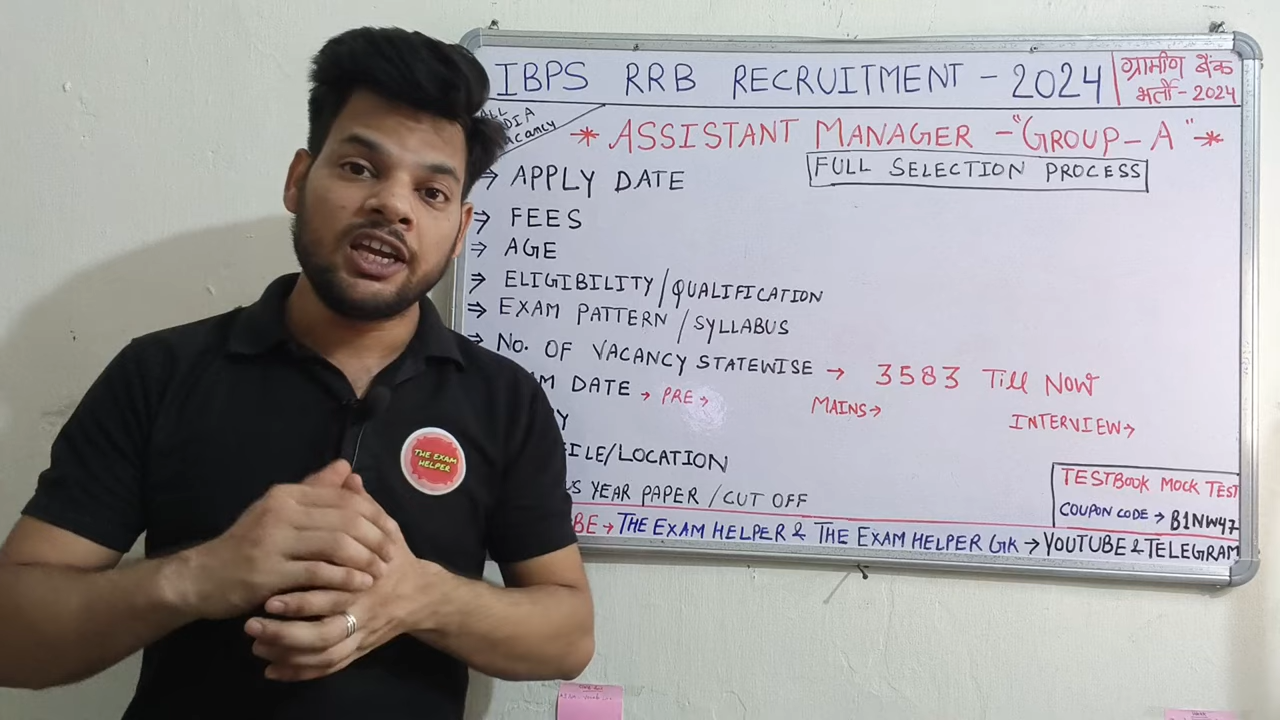 IBPS RRB RECRUITMENT - 2024
ग्रामीण बैंक
भर्ती - 2024
ALL
vacancy
* ASSISTANT MANAGER - "GROUP - A" *
FULL SELECTION PROCESS
→ APPLY DATE
→ FEES
→ AGE
→ ELIGIBILITY/QUALIFICATION
→ EXAM PATTERN / SYLLABUS
→ No. OF VACANCY STATEWISE → 3583 Till Now
DATE → PRE →
MAINS →
INTERVIEW →
/LOCATION
YEAR PAPER / CUT OFF
TESTBOOK MOCK TEST
COUPON CODE → B1NW47
→ THE EXAM HELPER & THE EXAM HELPER GK → YOUTUBE & TELEGRAM
THE EXAM
HELPER